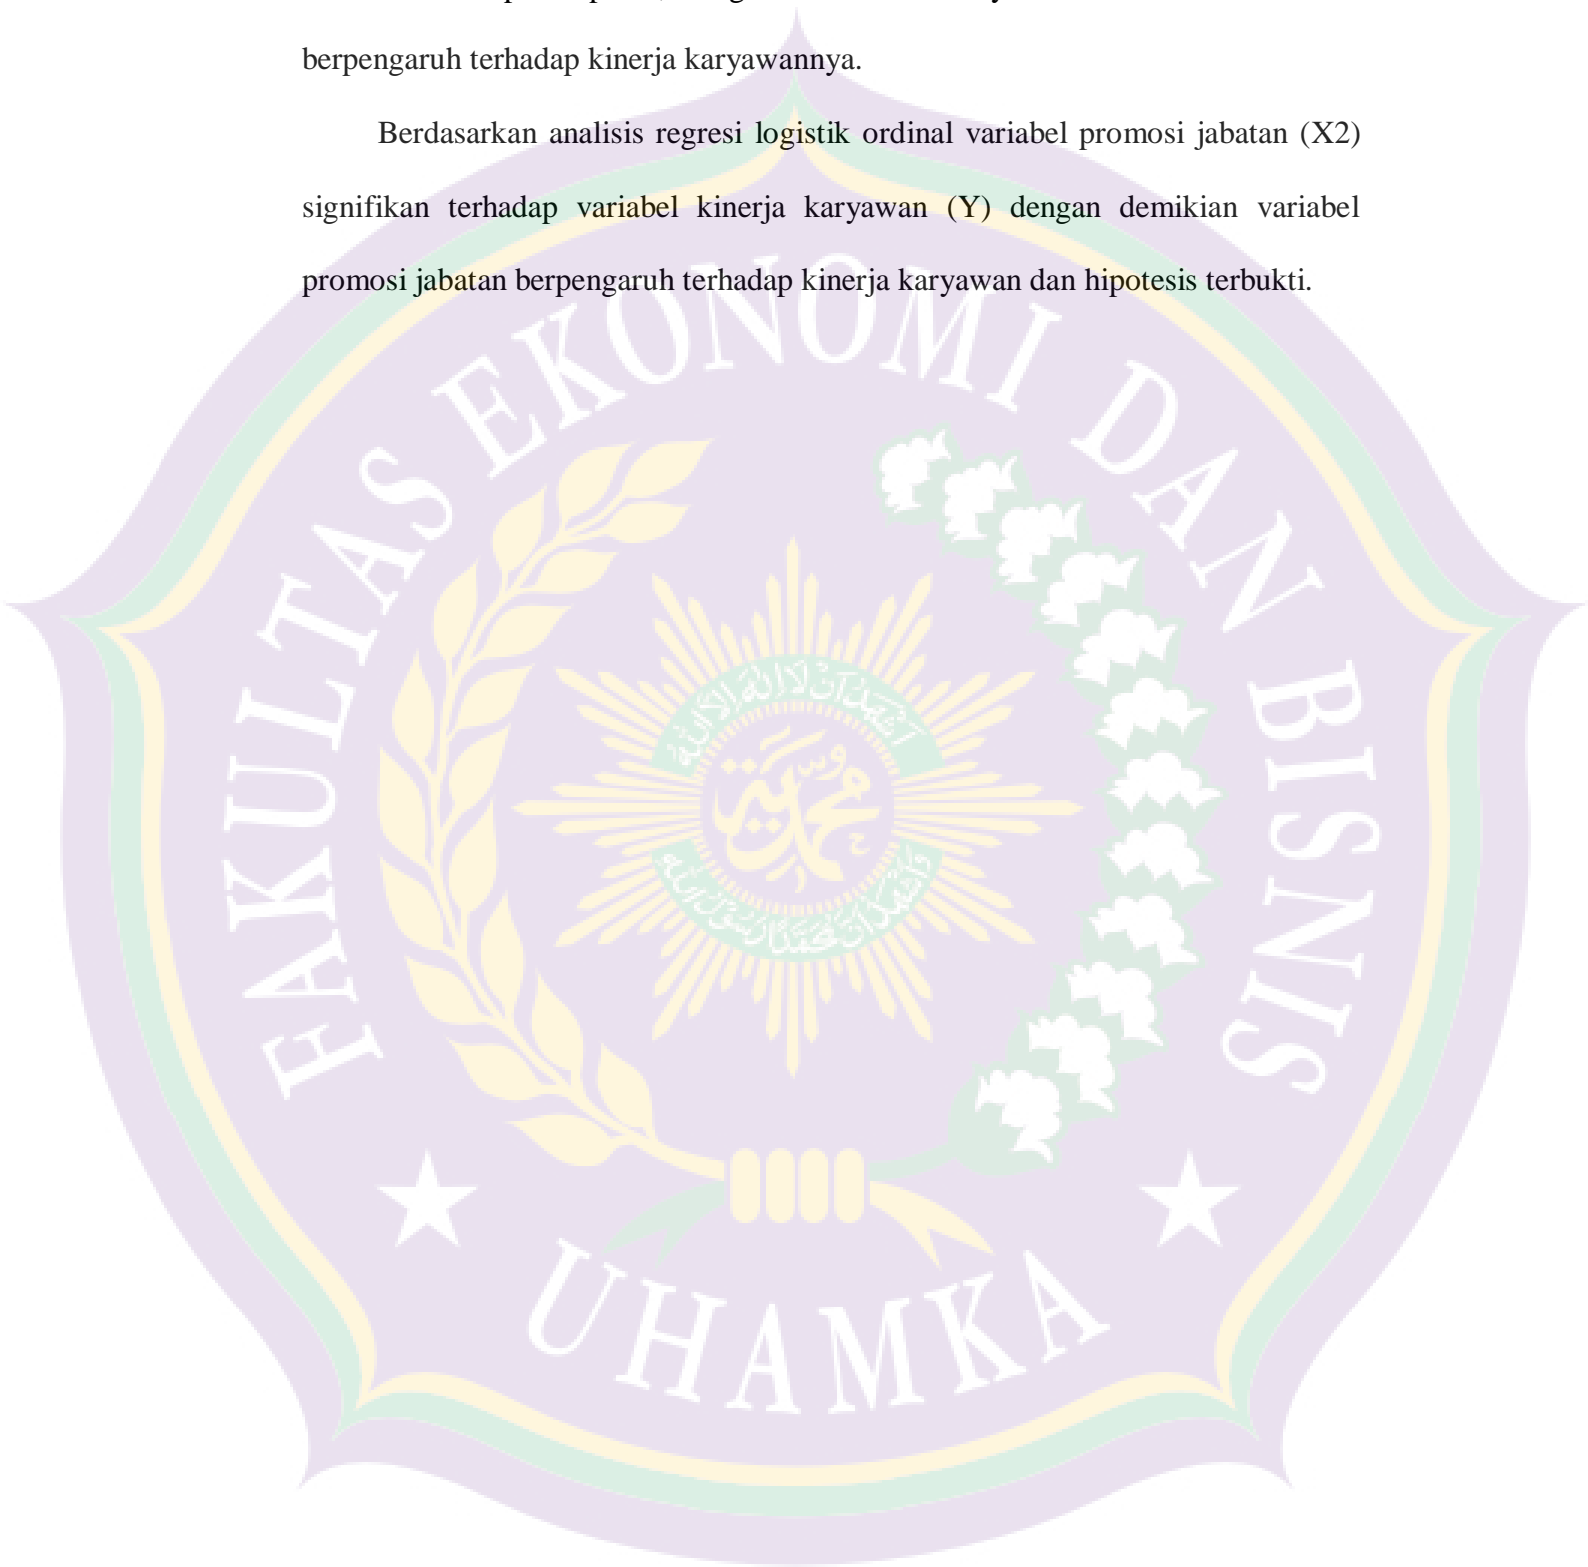 berpengaruh terhadap kinerja karyawannya.
Berdasarkan analisis regresi logistik ordinal variabel promosi jabatan (X2)
signifikan terhadap variabel kinerja karyawan (Y) dengan demikian variabel
promosi jabatan berpengaruh terhadap kinerja karyawan dan hipotesis terbukti.
FAKULTAS EKONOMI DAN BISNIS
UHAMKA